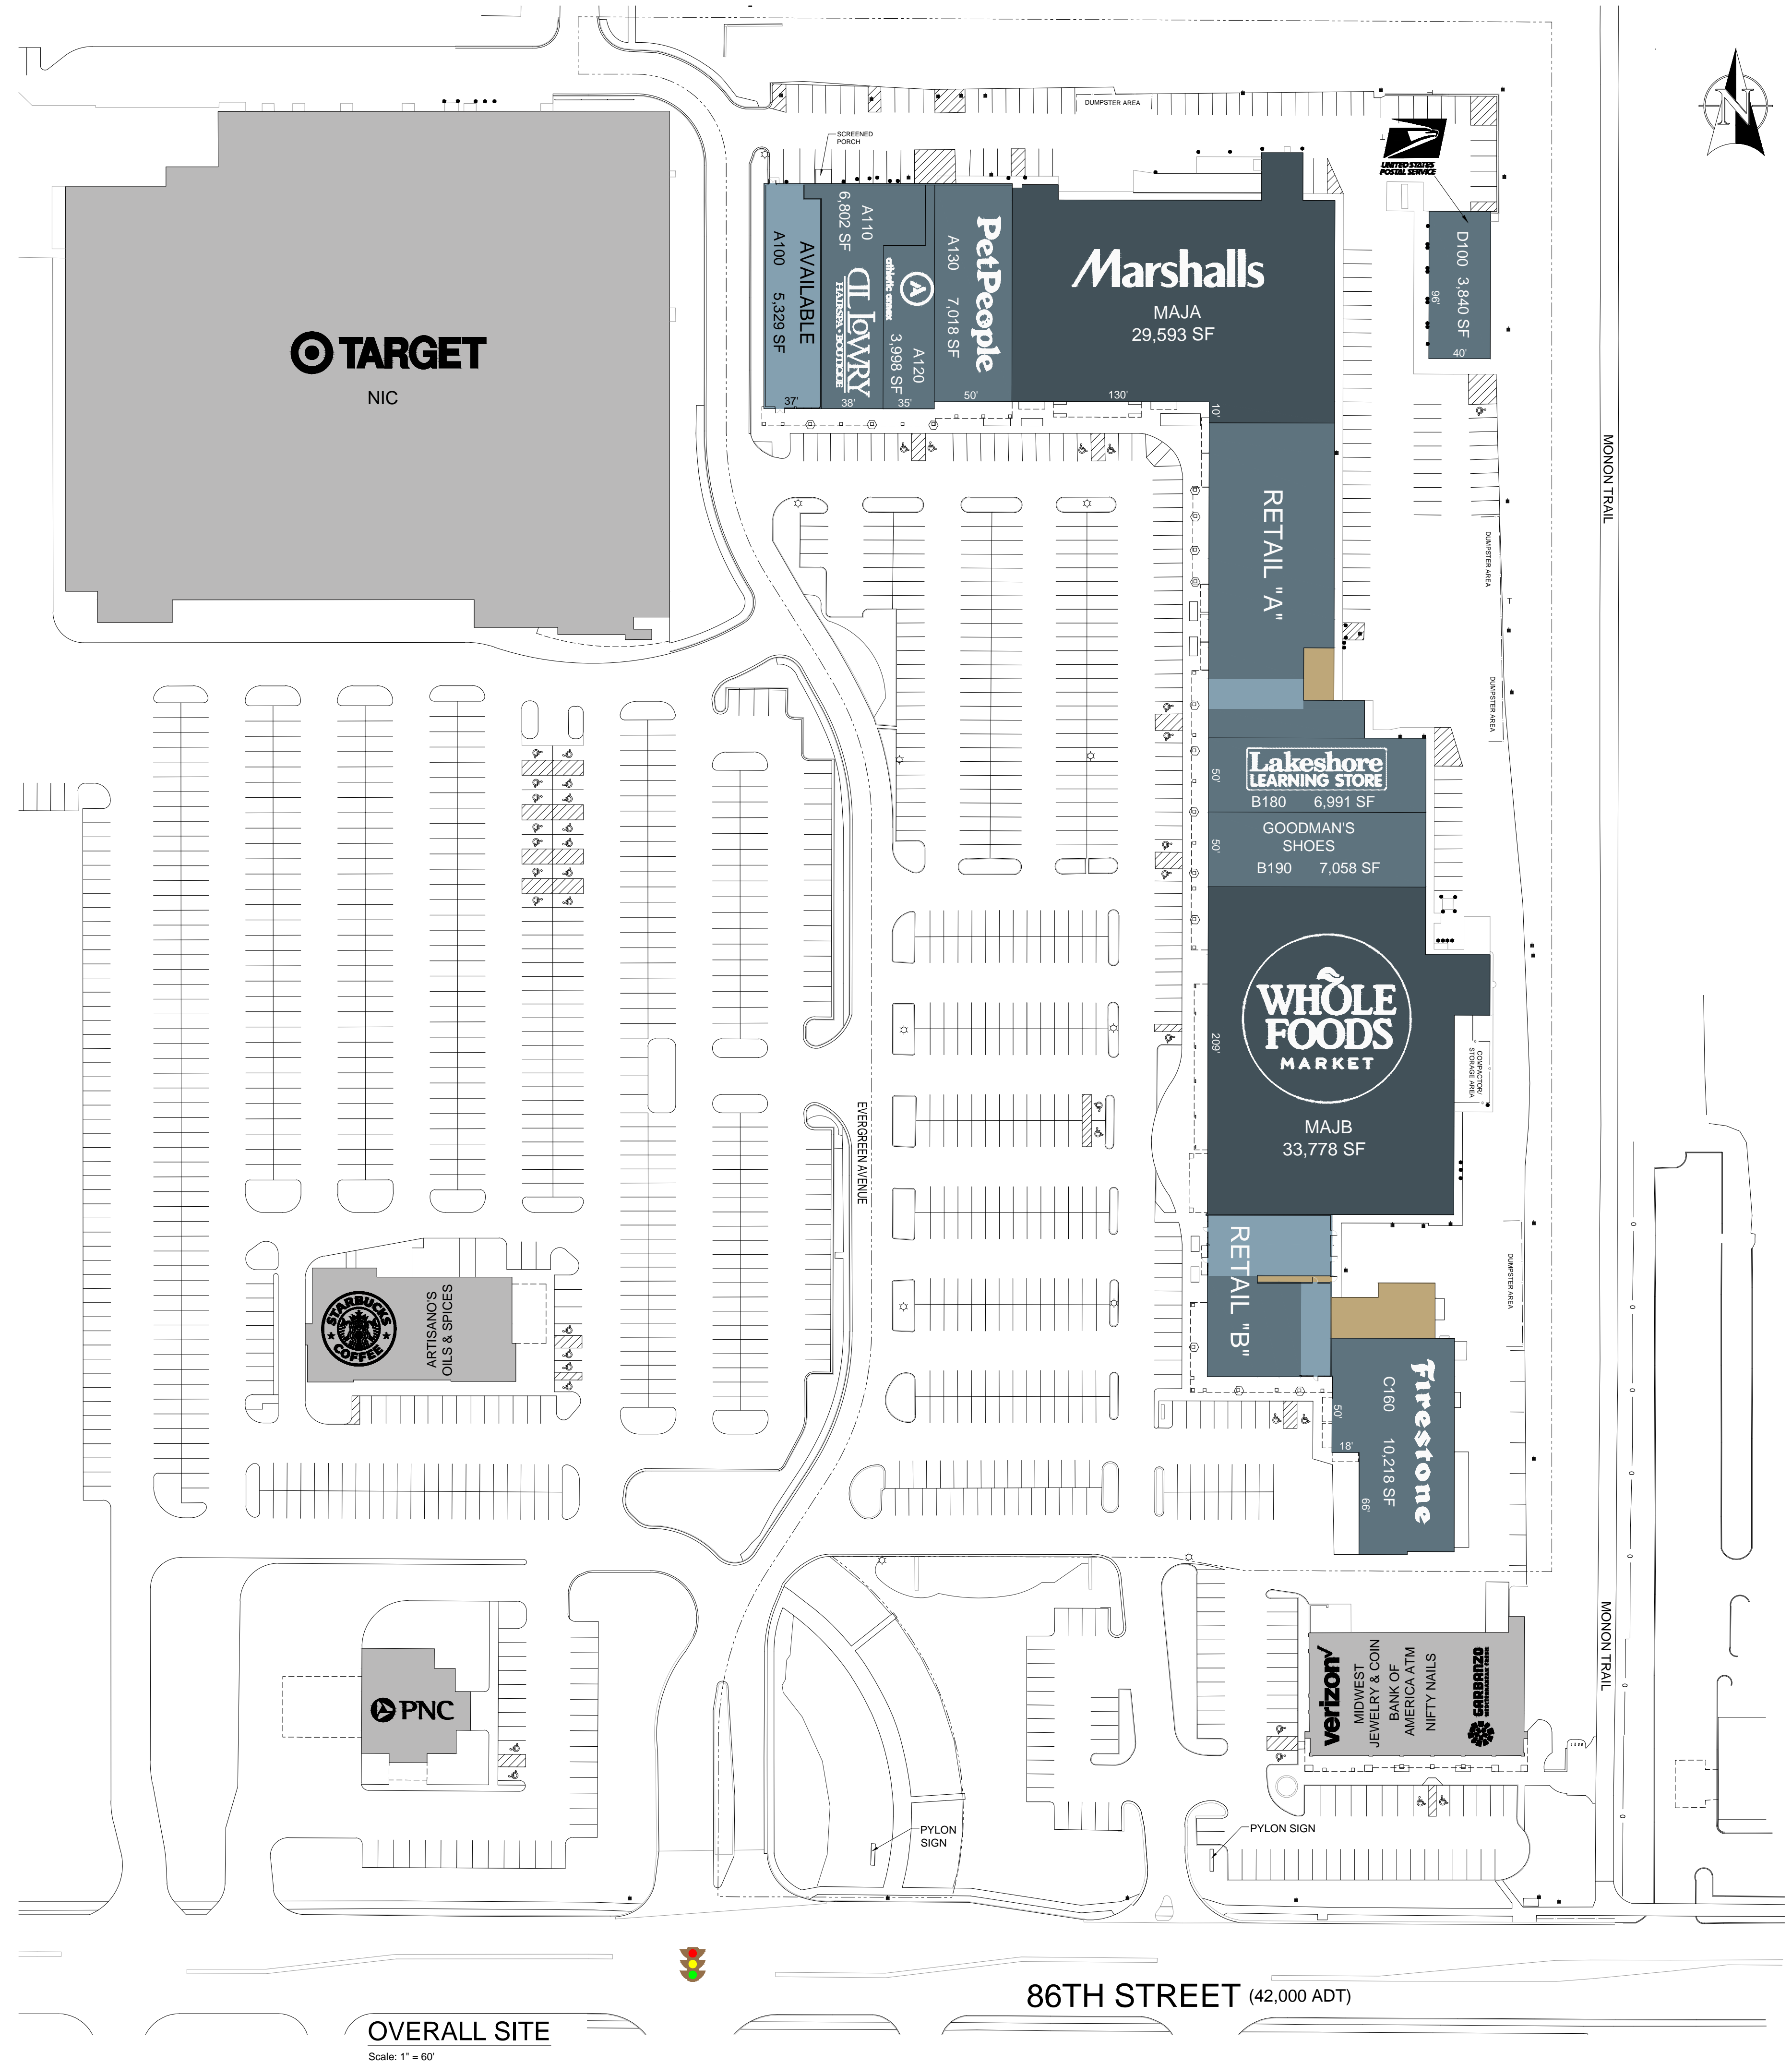 DUMPSTER AREA
N
SCREENED
PORCH
UNITED STATES
POSTAL SERVICE
D100 3,840 SF
96'
40'
TARGET
NIC
AVAILABLE
A100 5,329 SF
37'
A110
6,802 SF
DL LOWRY
HAIRSPA • BOUTIQUE
38'
A
athletic annex
A120
3,998 SF
35'
PetPeople
A130 7,018 SF
50'
Marshalls
MAJA
29,593 SF
130'
10'
RETAIL "A"
MONON TRAIL
DUMPSTER AREA
DUMPSTER AREA
Lakeshore
LEARNING STORE
B180 6,991 SF
50'
GOODMAN'S
SHOES
B190 7,058 SF
50'
WHOLE
FOODS
MARKET
209'
MAJB
33,778 SF
COMPACTOR/
STORAGE AREA
EVERGREEN AVENUE
RETAIL "B"
DUMPSTER AREA
STARBUCKS
COFFEE
ARTISANO'S
OILS & SPICES
Firestone
C160 10,218 SF
50'
18'
66'
MONON TRAIL
PNC
verizon
MIDWEST
JEWELRY & COIN
BANK OF
AMERICA ATM
NIFTY NAILS
GARBANZO
PYLON
SIGN
PYLON SIGN
86TH STREET (42,000 ADT)
OVERALL SITE
Scale: 1" = 60'